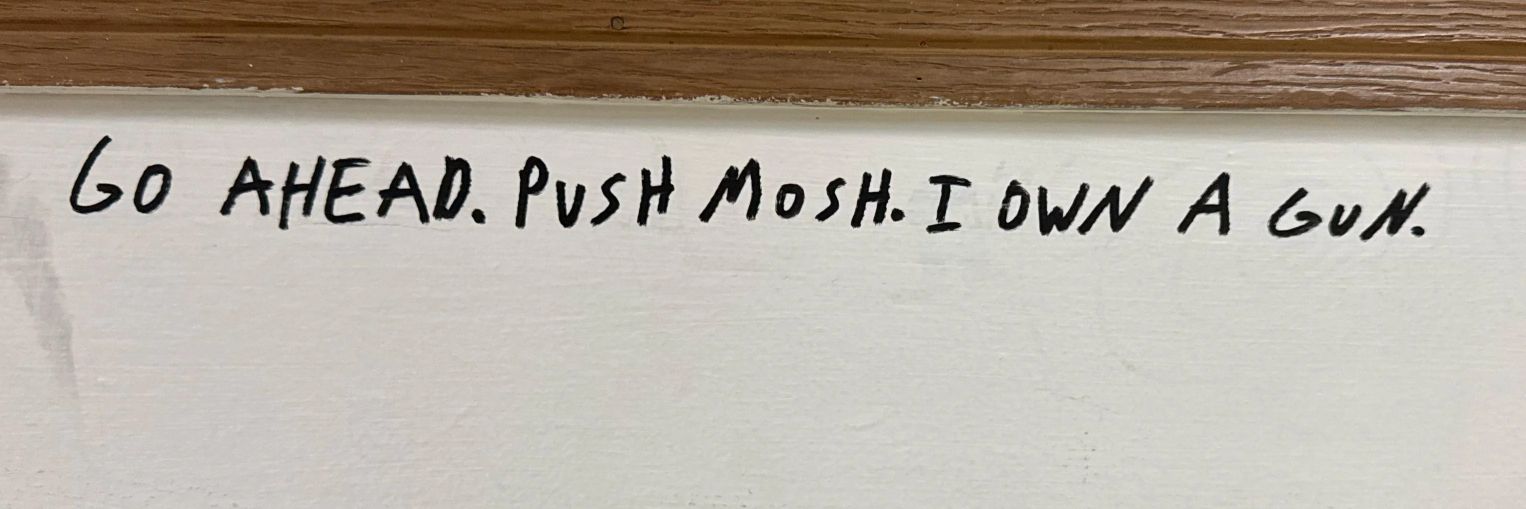 GO AHEAD. PUSH MOSH. I OWN A GUN.